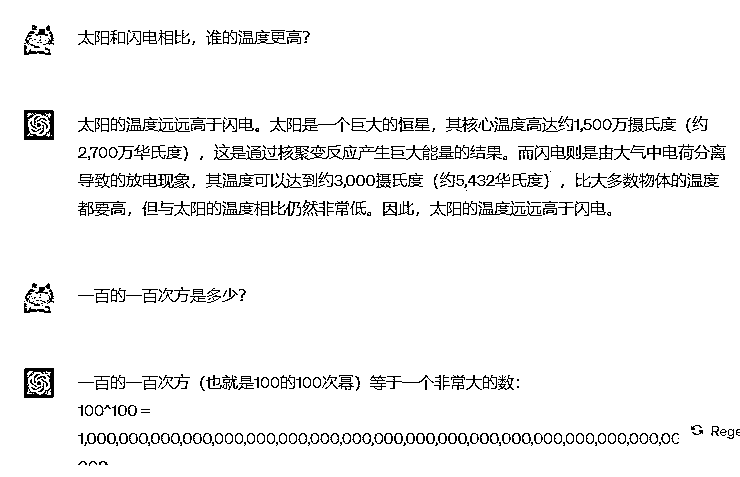 太阳和闪电相比，谁的温度更高？
太阳的温度远远高于闪电。太阳是一个巨大的恒星，其核心温度高达约1,500万摄氏度（约
2,700万华氏度），这是通过核聚变反应产生巨大能量的结果。而闪电则是由大气中电荷分离
导致的放电现象，其温度可以达到约3,000摄氏度（约5,432华氏度），比大多数物体的温度
都要高，但与太阳的温度相比仍然非常低。因此，太阳的温度远远高于闪电。
一百的一百次方是多少？
一百的一百次方（也就是100的100次幂）等于一个非常大的数：
100^100 =
1,000,000,000,000,000,000,000,000,000,000,000,000,000,000,000,000,000,000,00
Rege